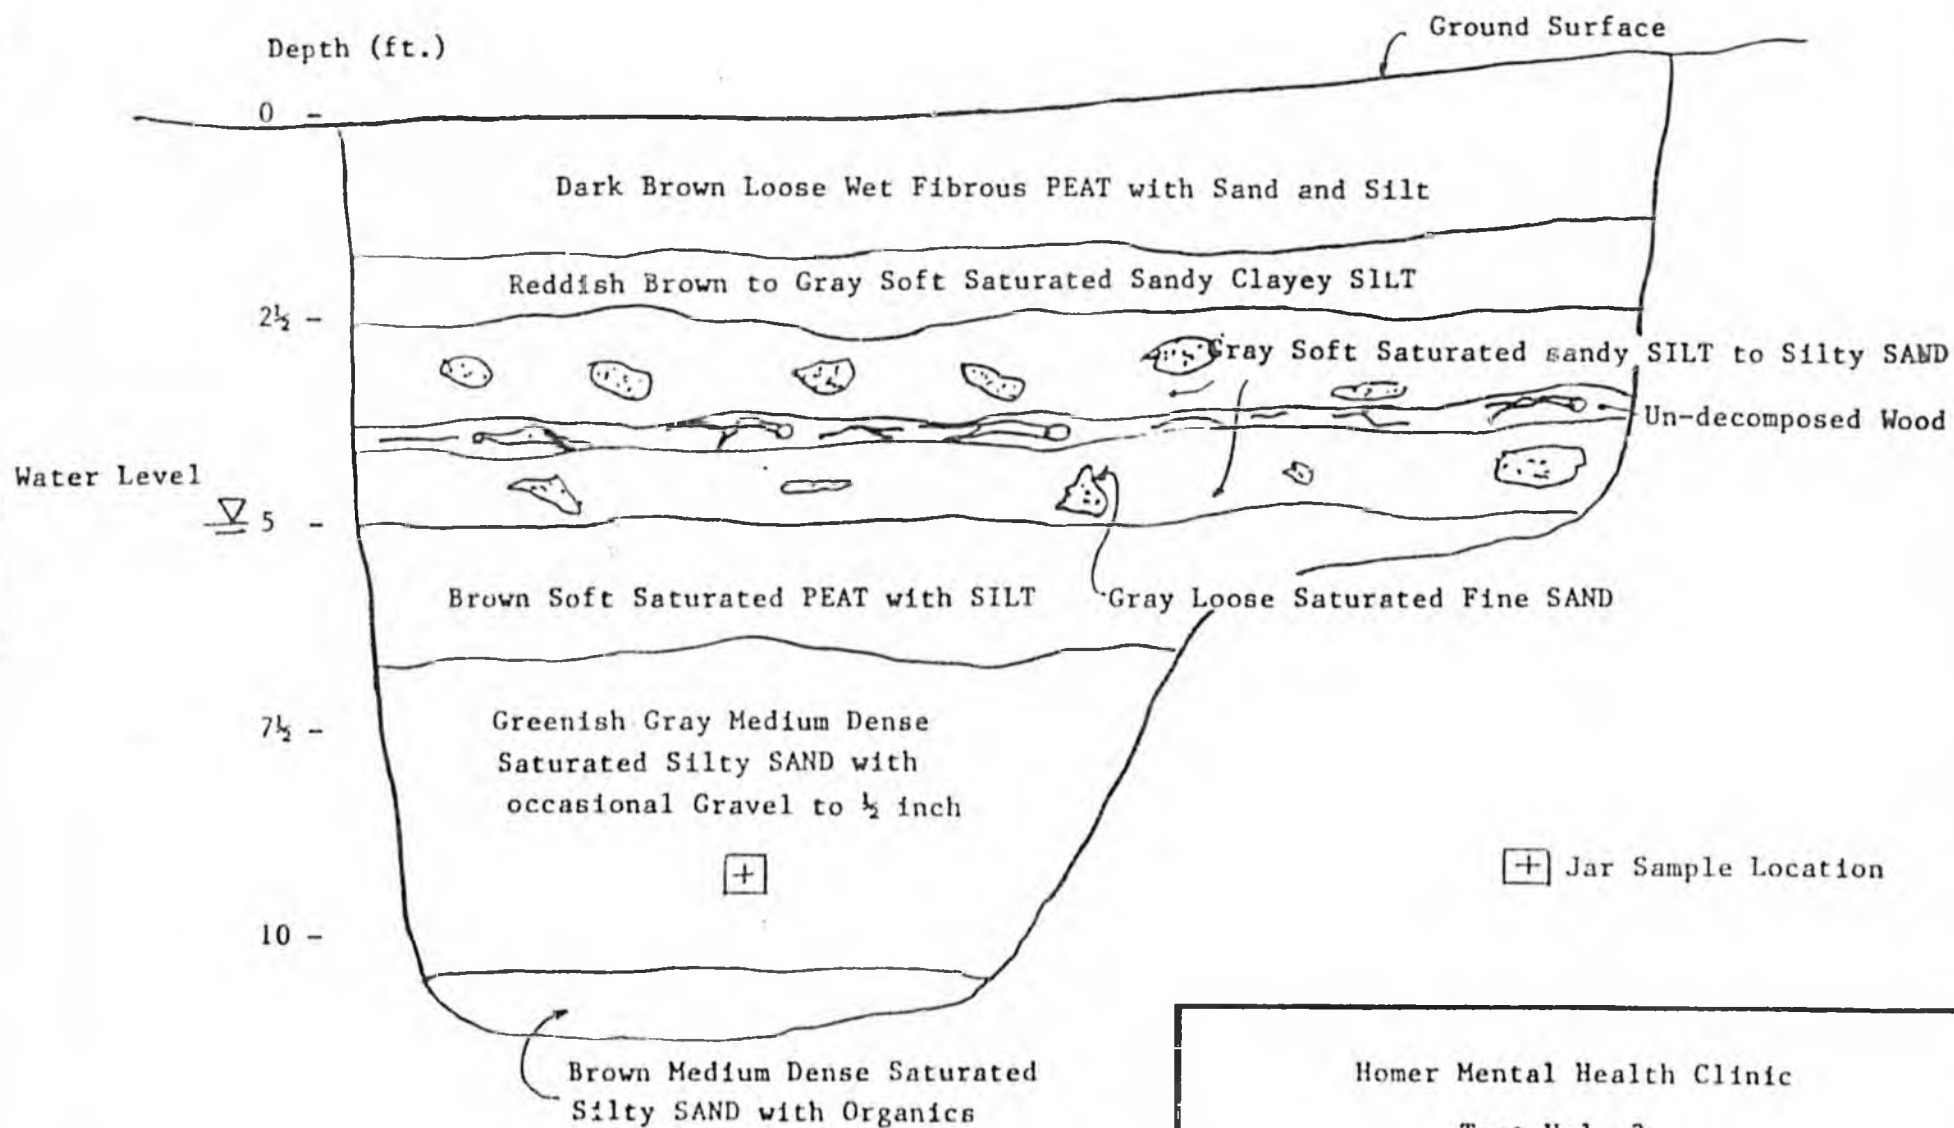 Ground Surface
Depth (ft.)
0 -
Dark Brown Loose Wet Fibrous PEAT with Sand and Silt
Reddish Brown to Gray Soft Saturated Sandy Clayey SILT
2½ -
Gray Soft Saturated sandy SILT to Silty SAND
Un-decomposed Wood
Water Level
5 -
Brown Soft Saturated PEAT with SILT
Gray Loose Saturated Fine SAND
7½ -
Greenish Gray Medium Dense
Saturated Silty SAND with
occasional Gravel to ½ inch
+
+ Jar Sample Location
10 -
Brown Medium Dense Saturated
Silty SAND with Organics
Homer Mental Health Clinic